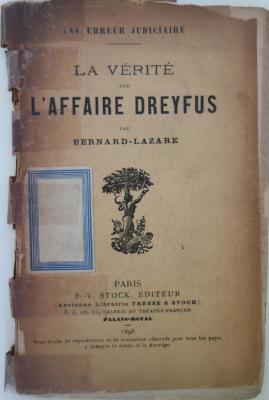 UNE ERREUR JUDICIAIRE
LA VÉRITÉ
SUR
L'AFFAIRE DREYFUS
PAR
BERNARD-LAZARE
PARIS
P.-V. STOCK, ÉDITEUR
(Ancienne Librairie TRESSE & STOCK)
8, 9, 10, 11, GALERIE DU THÉATRE-FRANÇAIS
PALAIS-ROYAL
Tous droits de reproduction et de traduction réservés pour tous les pays,
y compris la Suède et la Norvège.